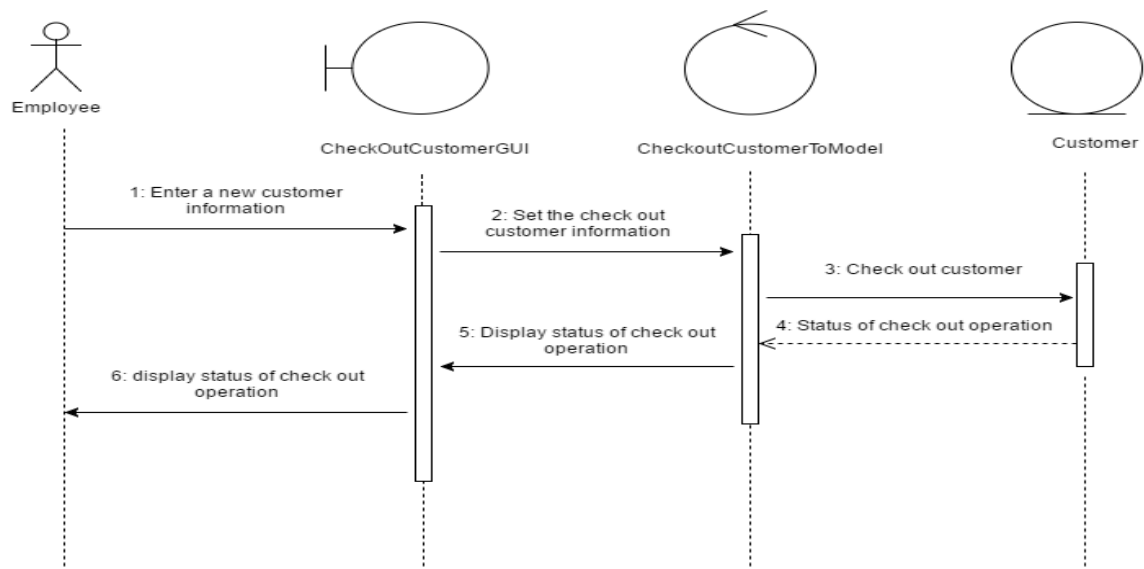 Employee
CheckOutCustomerGUI
CheckoutCustomerToModel
Customer
1: Enter a new customer
information
2: Set the check out
customer information
3: Check out customer
4: Status of check out operation
5: Display status of check out
operation
6: display status of check out
operation